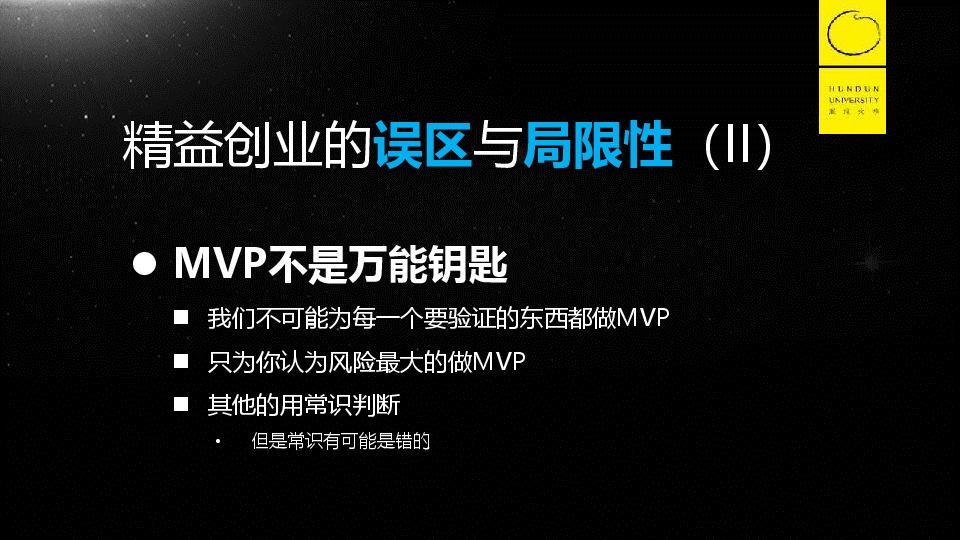 HUNDUN
UNIVERSITY
混沌大学
精益创业的误区与局限性（II）
● MVP不是万能钥匙
■ 我们不可能为每一个要验证的东西都做MVP
■ 只为你认为风险最大的做MVP
■ 其他的用常识判断
• 但是常识有可能是错的